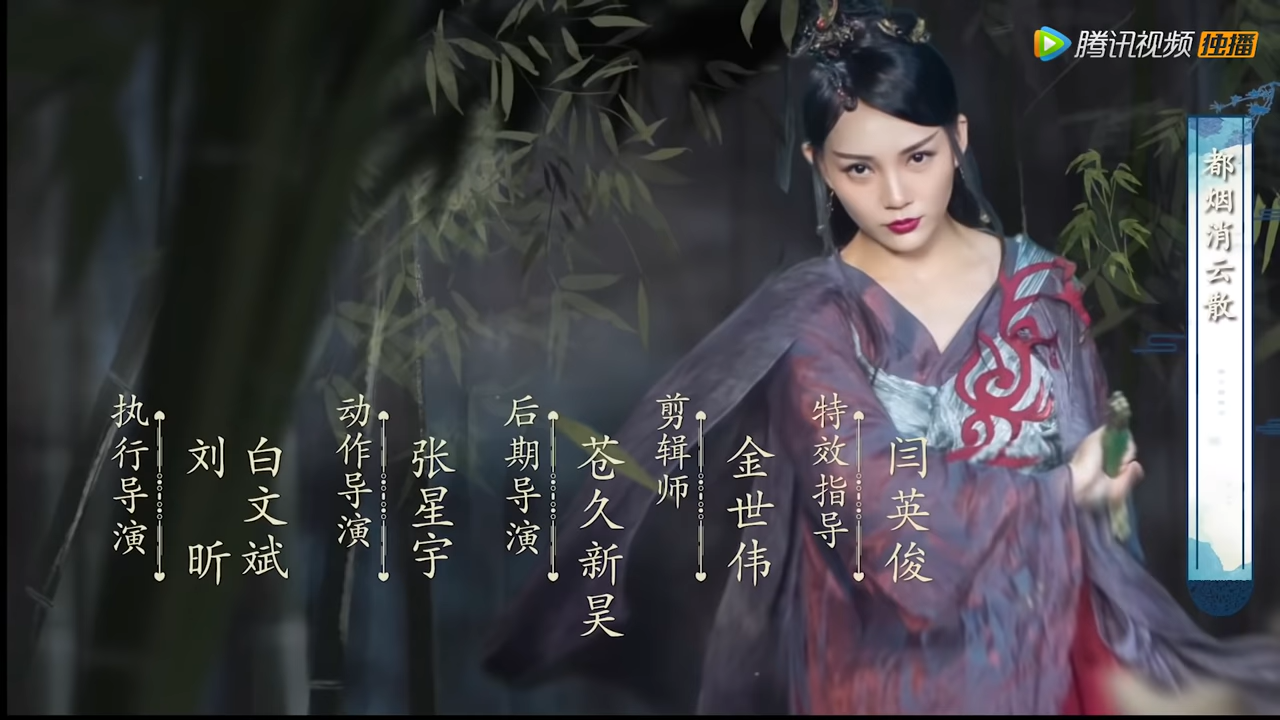 腾讯视频 独播
都烟消云散
执行导演
刘昕
白文斌
动作导演
张星宇
后期导演
苍久新昊
剪辑师
金世伟
特效指导
闫英俊